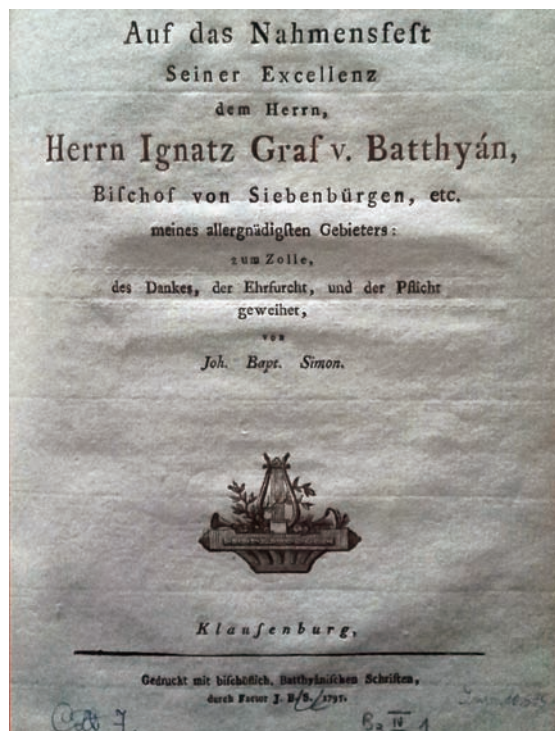 Auf das Nahmensfeſt
Seiner Excellenz
dem Herrn,
Herrn Ignatz Graf v. Batthyán,
Biſchof von Siebenbürgen, etc.
meines allergnädigſten Gebieters:
zum Zolle,
des Dankes, der Ehrfurcht, und der Pflicht
geweihet,
von
Joh. Bapt. Simon.
Klauſenburg,
Gedruckt mit biſchöflich, Batthyániſchen Schriften,
durch Factor J. B. S. 1797.